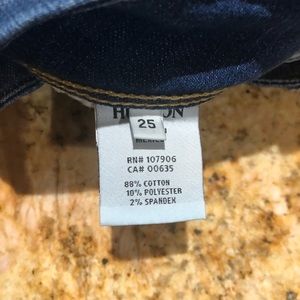 25
RN# 107906
CA# 00635
88% COTTON
10% POLYESTER
2% SPANDEX